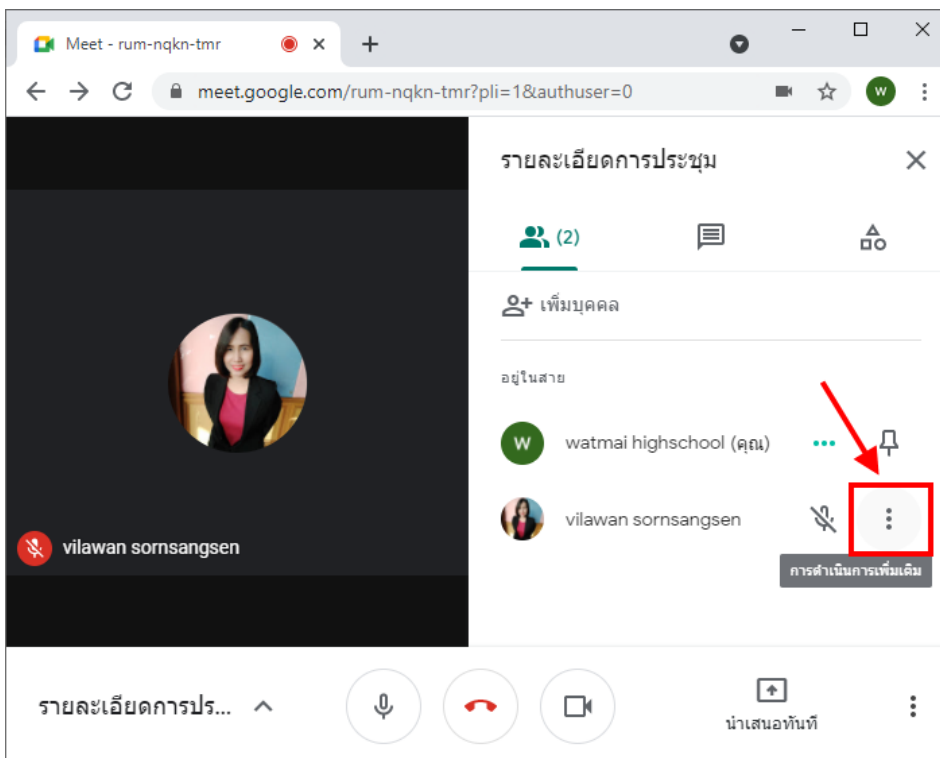 Meet - rum-nqkn-tmr
meet.google.com/rum-nqkn-tmr?pli=1&authuser=0
W
รายละเอียดการประชุม
(2)
เพิ่มบุคคล
อยู่ในสาย
W watmai highschool (คุณ)
vilawan sornsangsen
การดำเนินการเพิ่มเติม
vilawan sornsangsen
รายละเอียดการปร...
นำเสนอทันที